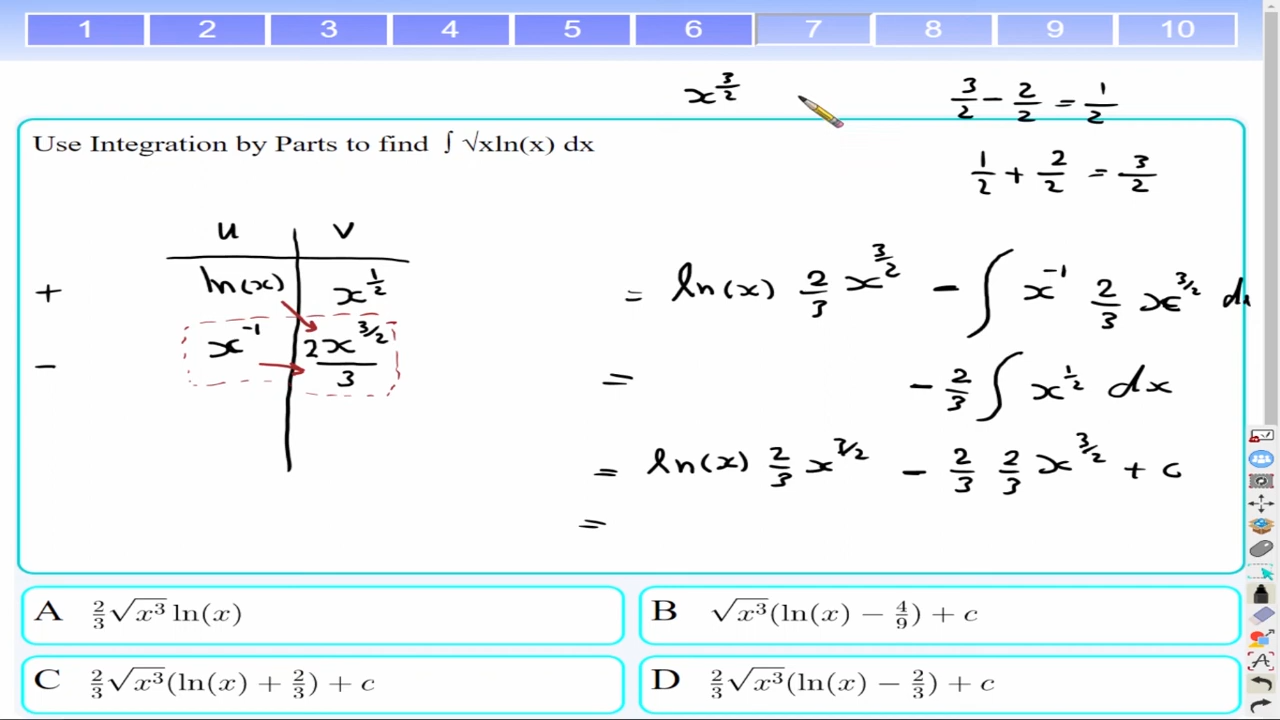 1 2 3 4 5 6 7 8 9 10
x^{3/2}
3/2 − 2/2 = 1/2
Use Integration by Parts to find ∫ √xln(x) dx
1/2 + 2/2 = 3/2
u v
+ ln(x) x^{1/2}
= ln(x) 2/3 x^{3/2} − ∫ x^{-1} 2/3 x^{3/2} dx
− x^{-1} 2x^{3/2}/3
= − 2/3 ∫ x^{1/2} dx
= ln(x) 2/3 x^{3/2} − 2/3 2/3 x^{3/2} + c
=
A 2/3 √x³ ln(x)
B √x³(ln(x) − 4/9) + c
C 2/3 √x³(ln(x) + 2/3) + c
D 2/3 √x³(ln(x) − 2/3) + c